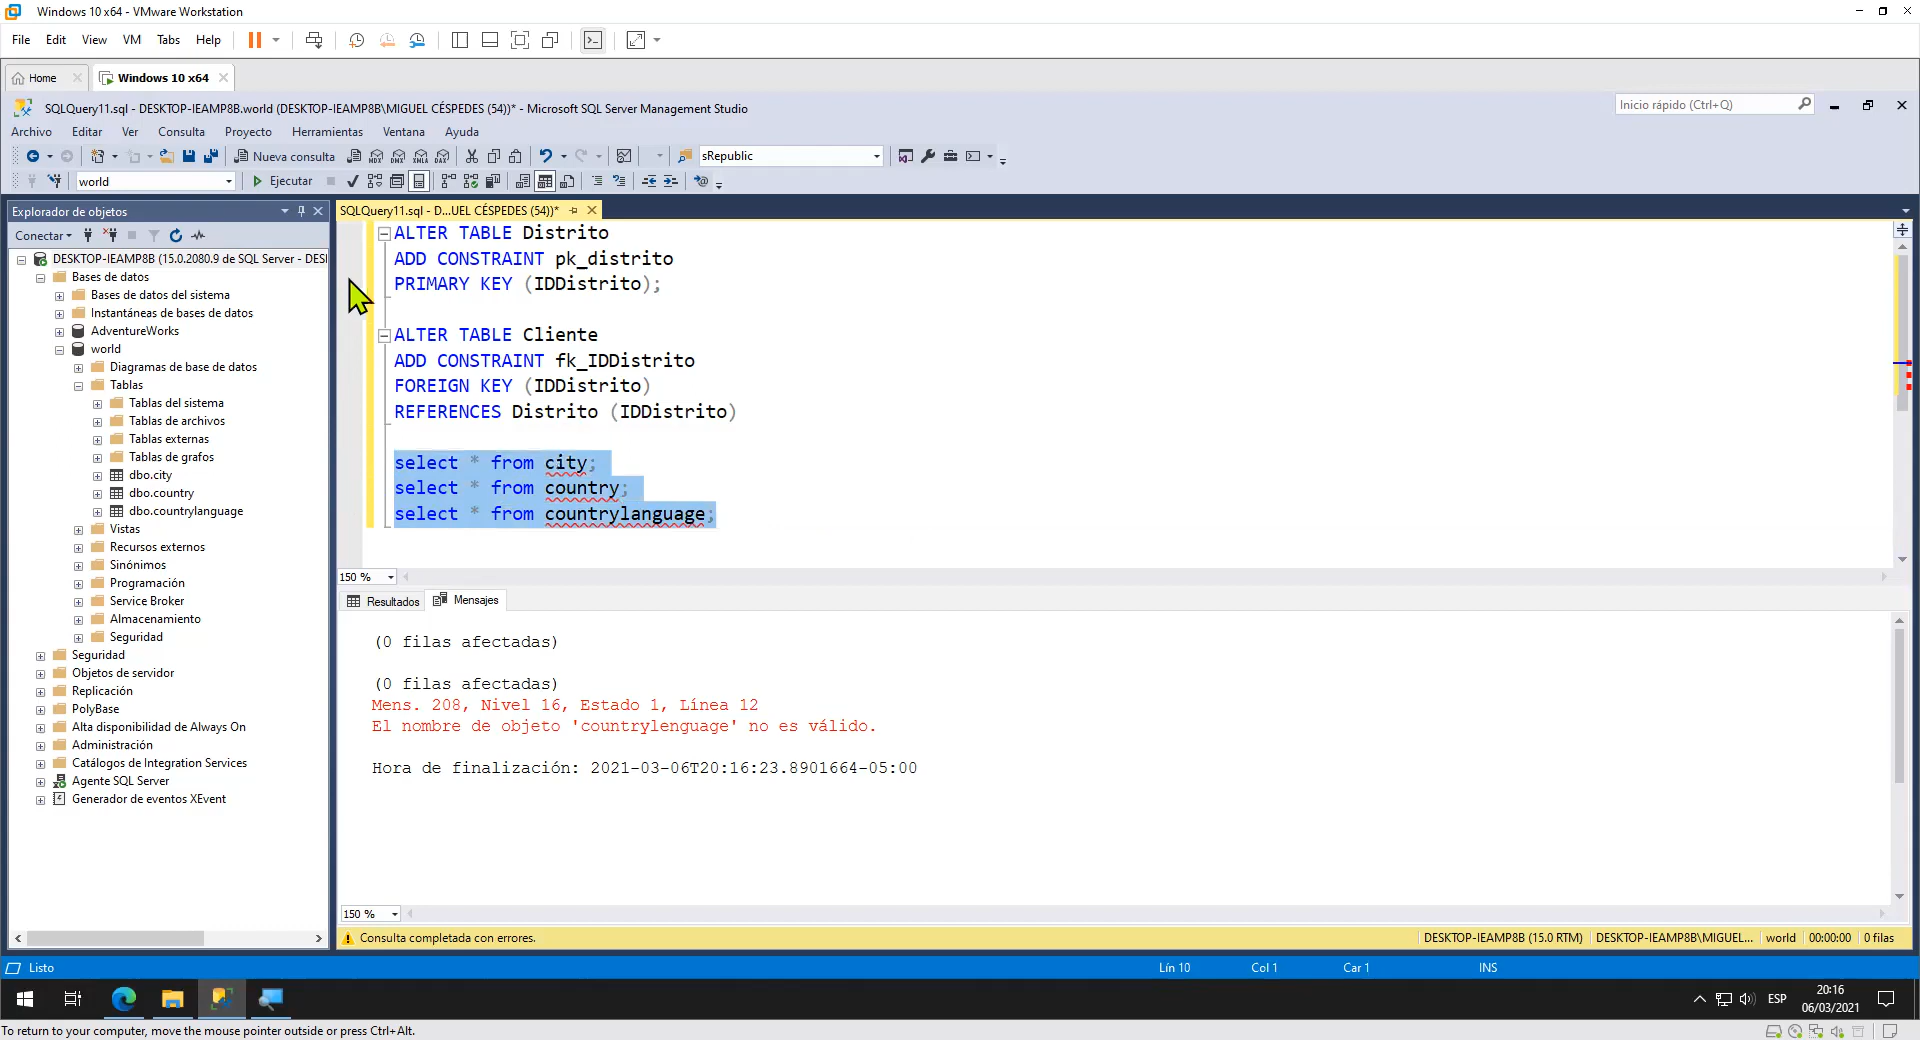 Windows 10 x64 - VMware Workstation
File Edit View VM Tabs Help
Home Windows 10 x64
SQLQuery11.sql - DESKTOP-IEAMP8B.world (DESKTOP-IEAMP8B\MIGUEL CÉSPEDES (54))* - Microsoft SQL Server Management Studio
Inicio rápido (Ctrl+Q)
Archivo Editar Ver Consulta Proyecto Herramientas Ventana Ayuda
Nueva consulta MDX DMX XMLA DAX sRepublic
world Ejecutar
Explorador de objetos
Conectar
DESKTOP-IEAMP8B (15.0.2080.9 de SQL Server - DESI
Bases de datos
Bases de datos del sistema
Instantáneas de bases de datos
AdventureWorks
world
Diagramas de base de datos
Tablas
Tablas del sistema
Tablas de archivos
Tablas externas
Tablas de grafos
dbo.city
dbo.country
dbo.countrylanguage
Vistas
Recursos externos
Sinónimos
Programación
Service Broker
Almacenamiento
Seguridad
Seguridad
Objetos de servidor
Replicación
PolyBase
Alta disponibilidad de Always On
Administración
Catálogos de Integration Services
Agente SQL Server
Generador de eventos XEvent
SQLQuery11.sql - D...UEL CÉSPEDES (54))*
ALTER TABLE Distrito
ADD CONSTRAINT pk_distrito
PRIMARY KEY (IDDistrito);
ALTER TABLE Cliente
ADD CONSTRAINT fk_IDDistrito
FOREIGN KEY (IDDistrito)
REFERENCES Distrito (IDDistrito)
select * from city;
select * from country;
select * from countrylanguage;
150 %
Resultados Mensajes
(0 filas afectadas)
(0 filas afectadas)
Mens. 208, Nivel 16, Estado 1, Línea 12
El nombre de objeto 'countrylenguage' no es válido.
Hora de finalización: 2021-03-06T20:16:23.8901664-05:00
150 %
Consulta completada con errores. DESKTOP-IEAMP8B (15.0 RTM) DESKTOP-IEAMP8B\MIGUEL... world 00:00:00 0 filas
Listo Lín 10 Col 1 Car 1 INS
ESP 20:16
06/03/2021
To return to your computer, move the mouse pointer outside or press Ctrl+Alt.